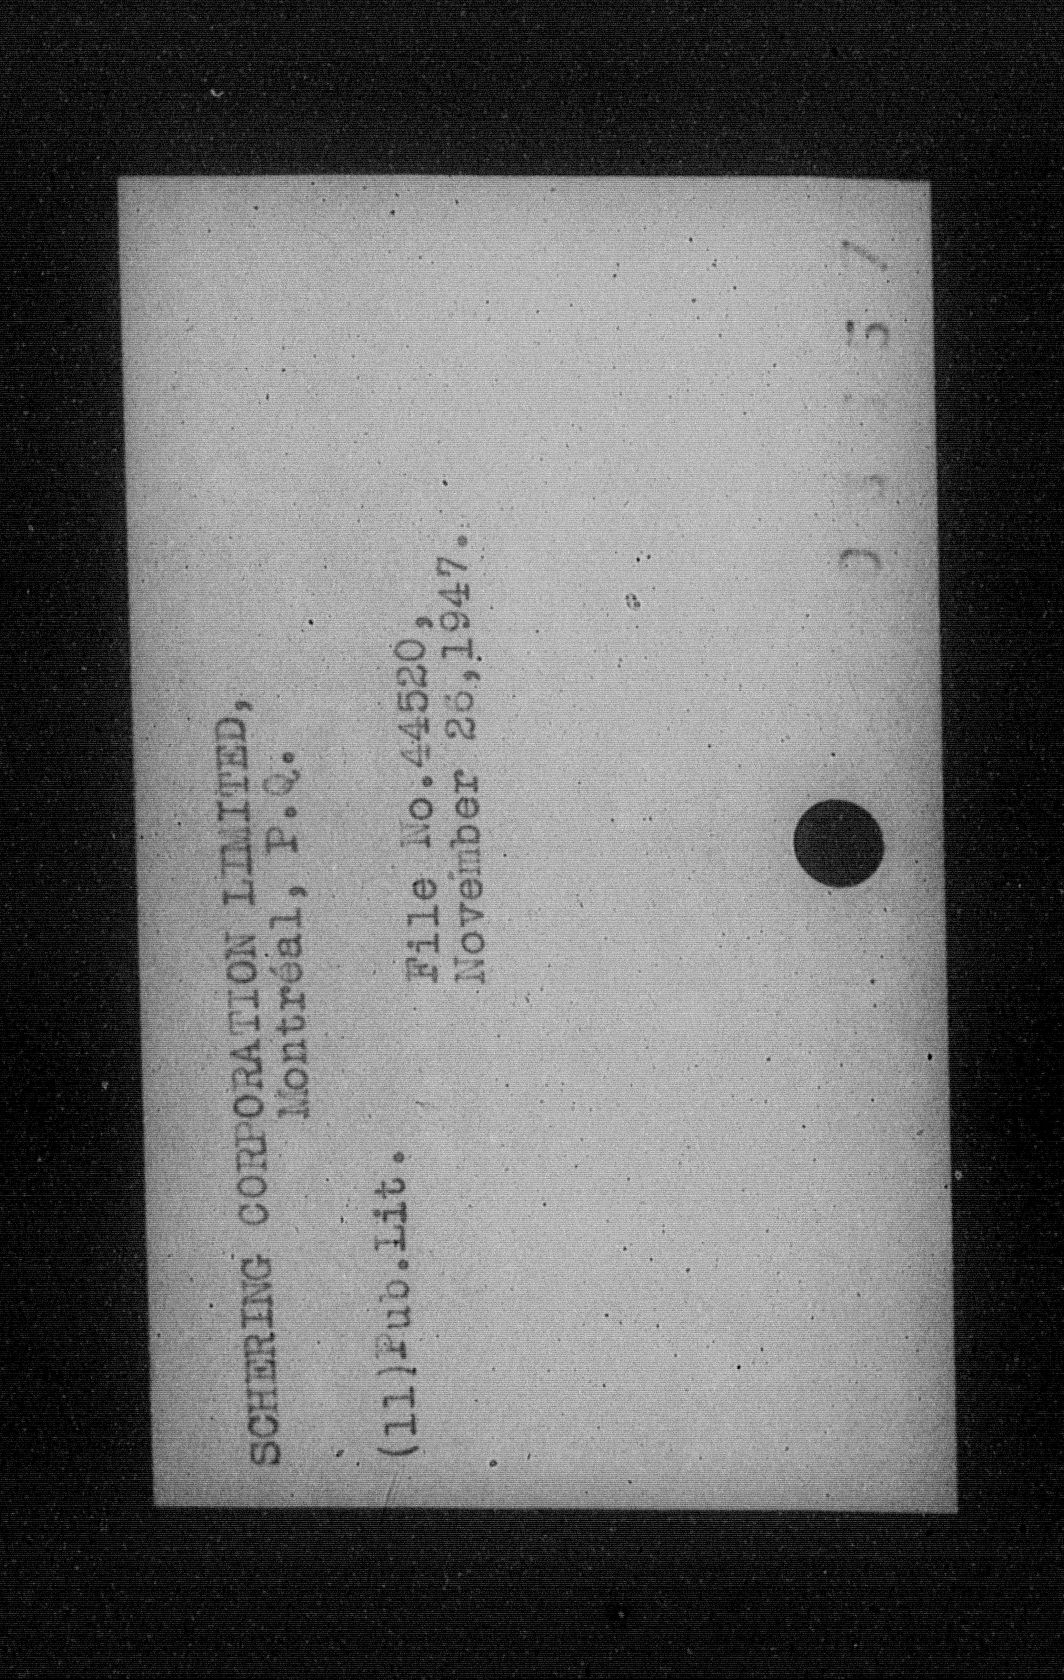 SCHERING CORPORATION LIMITED,
Montréal, P.Q.
(11)Pub.Lit.
File No.44520,
November 26,1947.